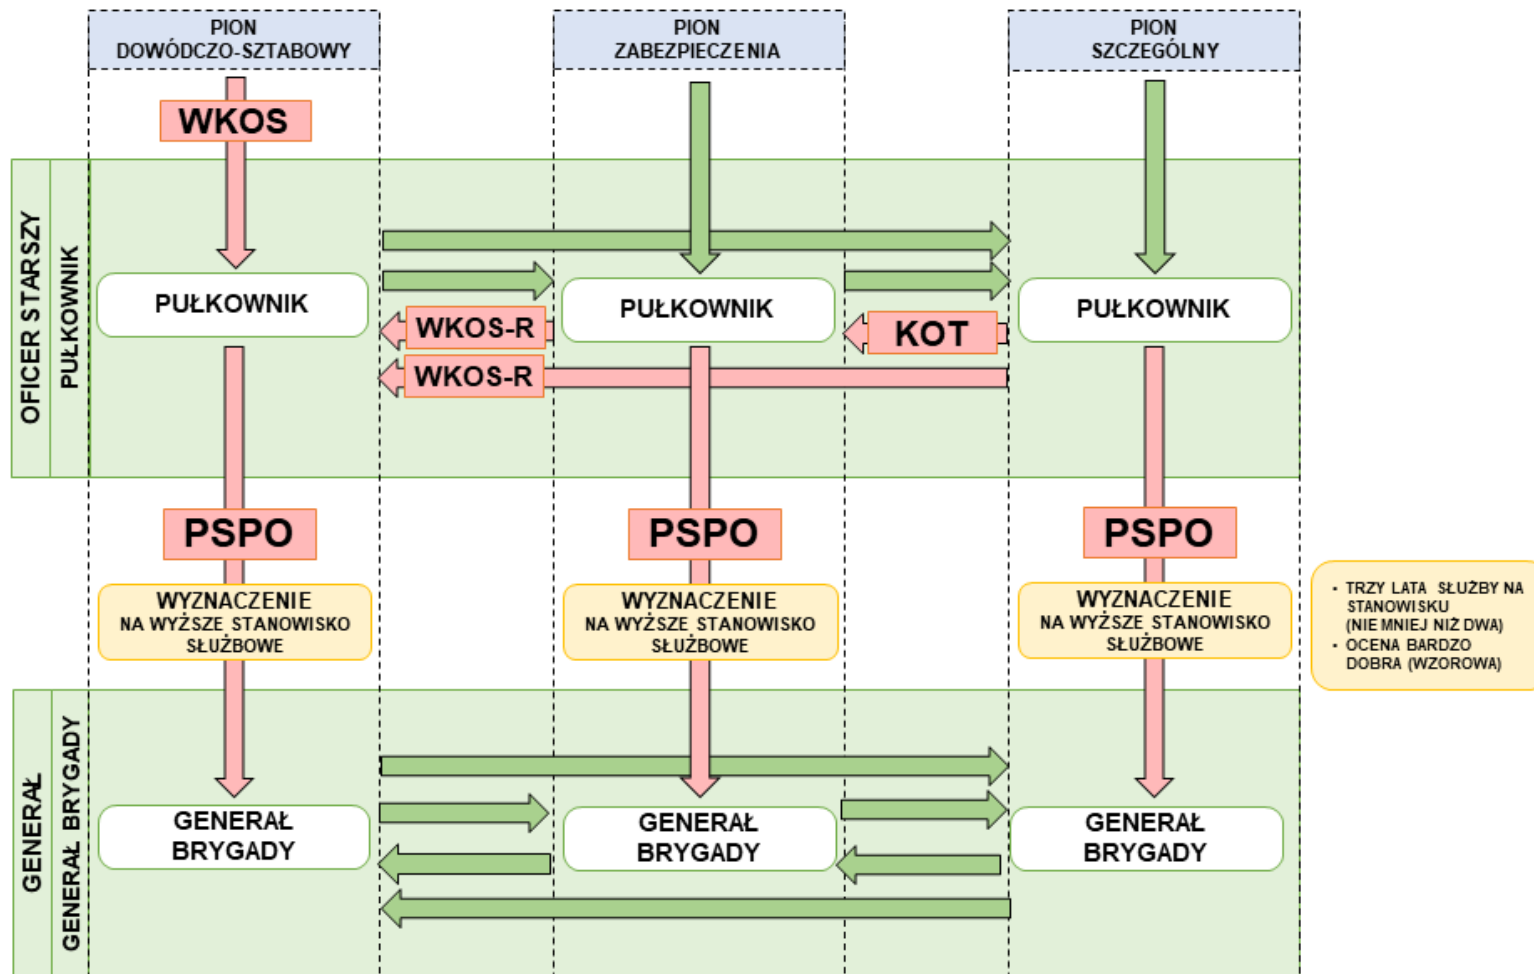 PION
DOWÓDCZO-SZTABOWY
PION
ZABEZPIECZENIA
PION
SZCZEGÓLNY
WKOS
OFICER STARSZY
PUŁKOWNIK
PUŁKOWNIK
PUŁKOWNIK
PUŁKOWNIK
WKOS-R
KOT
WKOS-R
PSPO
PSPO
PSPO
WYZNACZENIE
NA WYŻSZE STANOWISKO
SŁUŻBOWE
WYZNACZENIE
NA WYŻSZE STANOWISKO
SŁUŻBOWE
WYZNACZENIE
NA WYŻSZE STANOWISKO
SŁUŻBOWE
• TRZY LATA SŁUŻBY NA
STANOWISKU
(NIE MNIEJ NIŻ DWA)
• OCENA BARDZO
DOBRA (WZOROWA)
GENERAŁ
GENERAŁ BRYGADY
GENERAŁ
BRYGADY
GENERAŁ
BRYGADY
GENERAŁ
BRYGADY